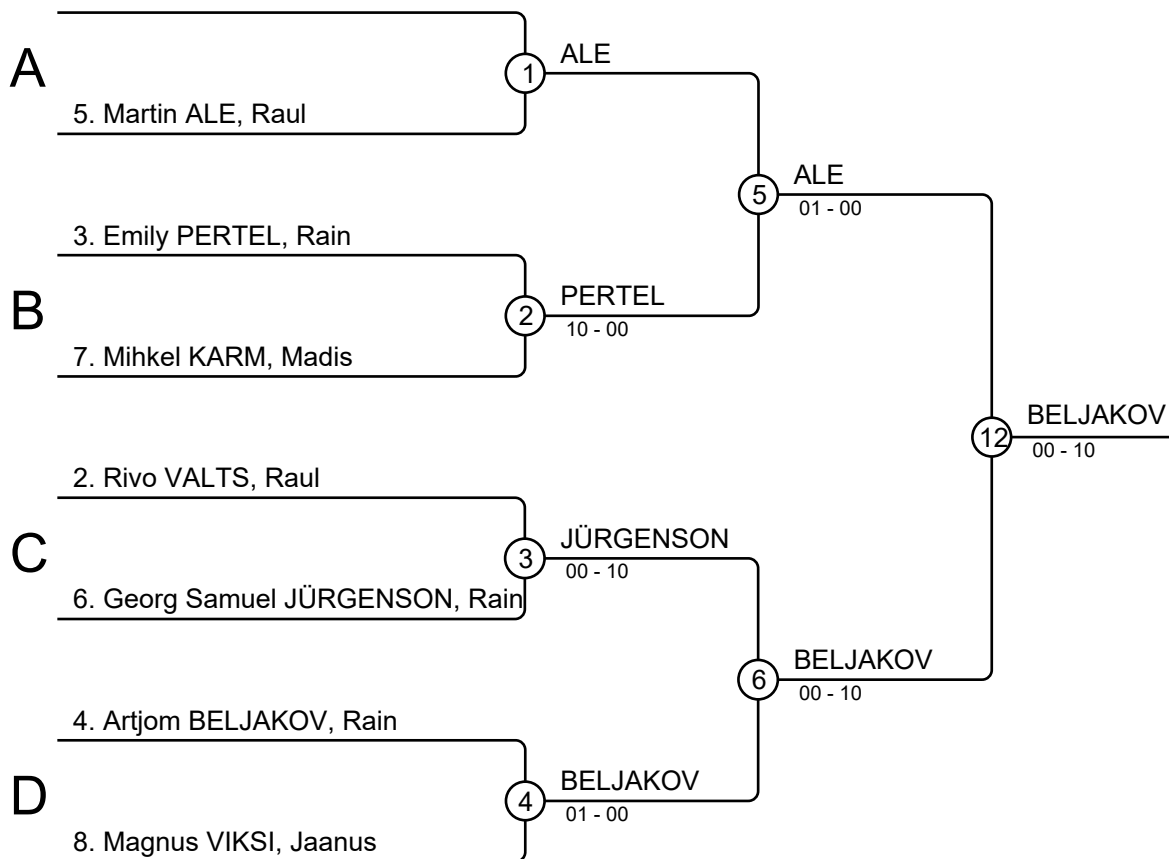 A
1
ALE
5. Martin ALE, Raul
5
ALE
01 - 00
3. Emily PERTEL, Rain
B
2
PERTEL
10 - 00
7. Mihkel KARM, Madis
12
BELJAKOV
00 - 10
2. Rivo VALTS, Raul
C
3
JÜRGENSON
00 - 10
6. Georg Samuel JÜRGENSON, Rain
6
BELJAKOV
00 - 10
4. Artjom BELJAKOV, Rain
D
4
BELJAKOV
01 - 00
8. Magnus VIKSI, Jaanus